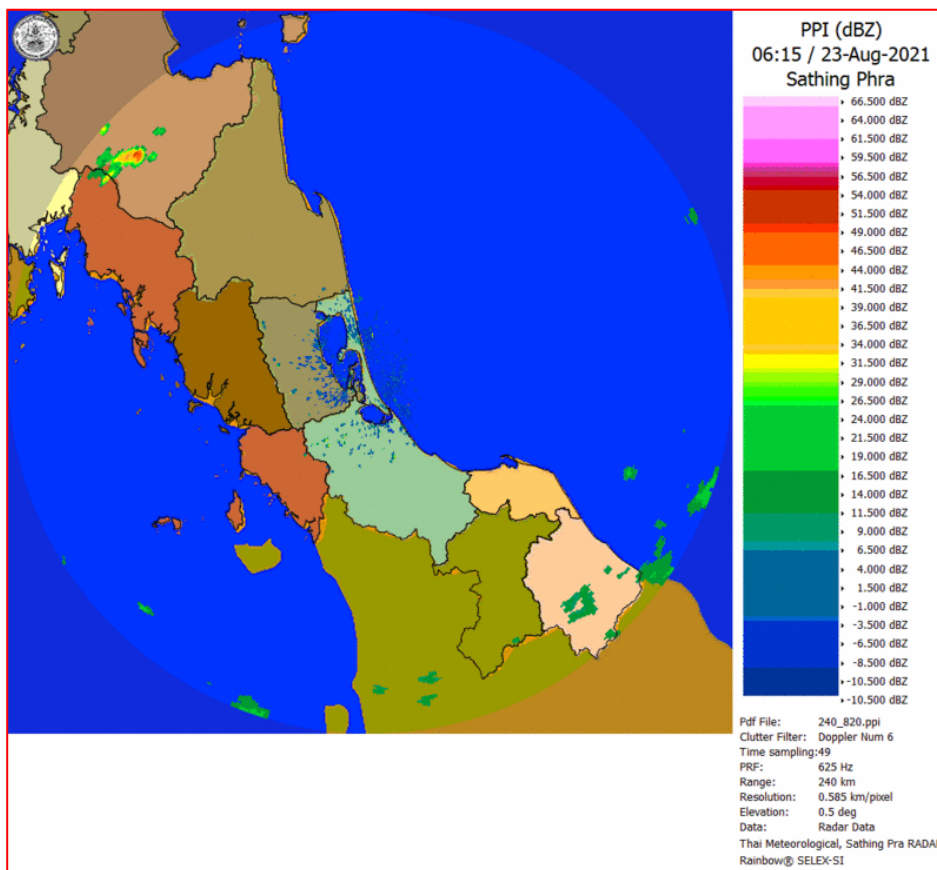 PPI (dBZ)
06:15 / 23-Aug-2021
Sathing Phra
66.500 dBZ
64.000 dBZ
61.500 dBZ
59.500 dBZ
56.500 dBZ
54.000 dBZ
51.500 dBZ
49.000 dBZ
46.500 dBZ
44.000 dBZ
41.500 dBZ
39.000 dBZ
36.500 dBZ
34.000 dBZ
31.500 dBZ
29.000 dBZ
26.500 dBZ
24.000 dBZ
21.500 dBZ
19.000 dBZ
16.500 dBZ
14.000 dBZ
11.500 dBZ
9.000 dBZ
6.500 dBZ
4.000 dBZ
1.500 dBZ
-1.000 dBZ
-3.500 dBZ
-6.500 dBZ
-8.500 dBZ
-10.500 dBZ
-10.500 dBZ
Pdf File: 240_820.ppi
Clutter Filter: Doppler Num 6
Time sampling:49
PRF: 625 Hz
Range: 240 km
Resolution: 0.585 km/pixel
Elevation: 0.5 deg
Data: Radar Data
Thai Meteorological, Sathing Pra RADA
Rainbow® SELEX-SI